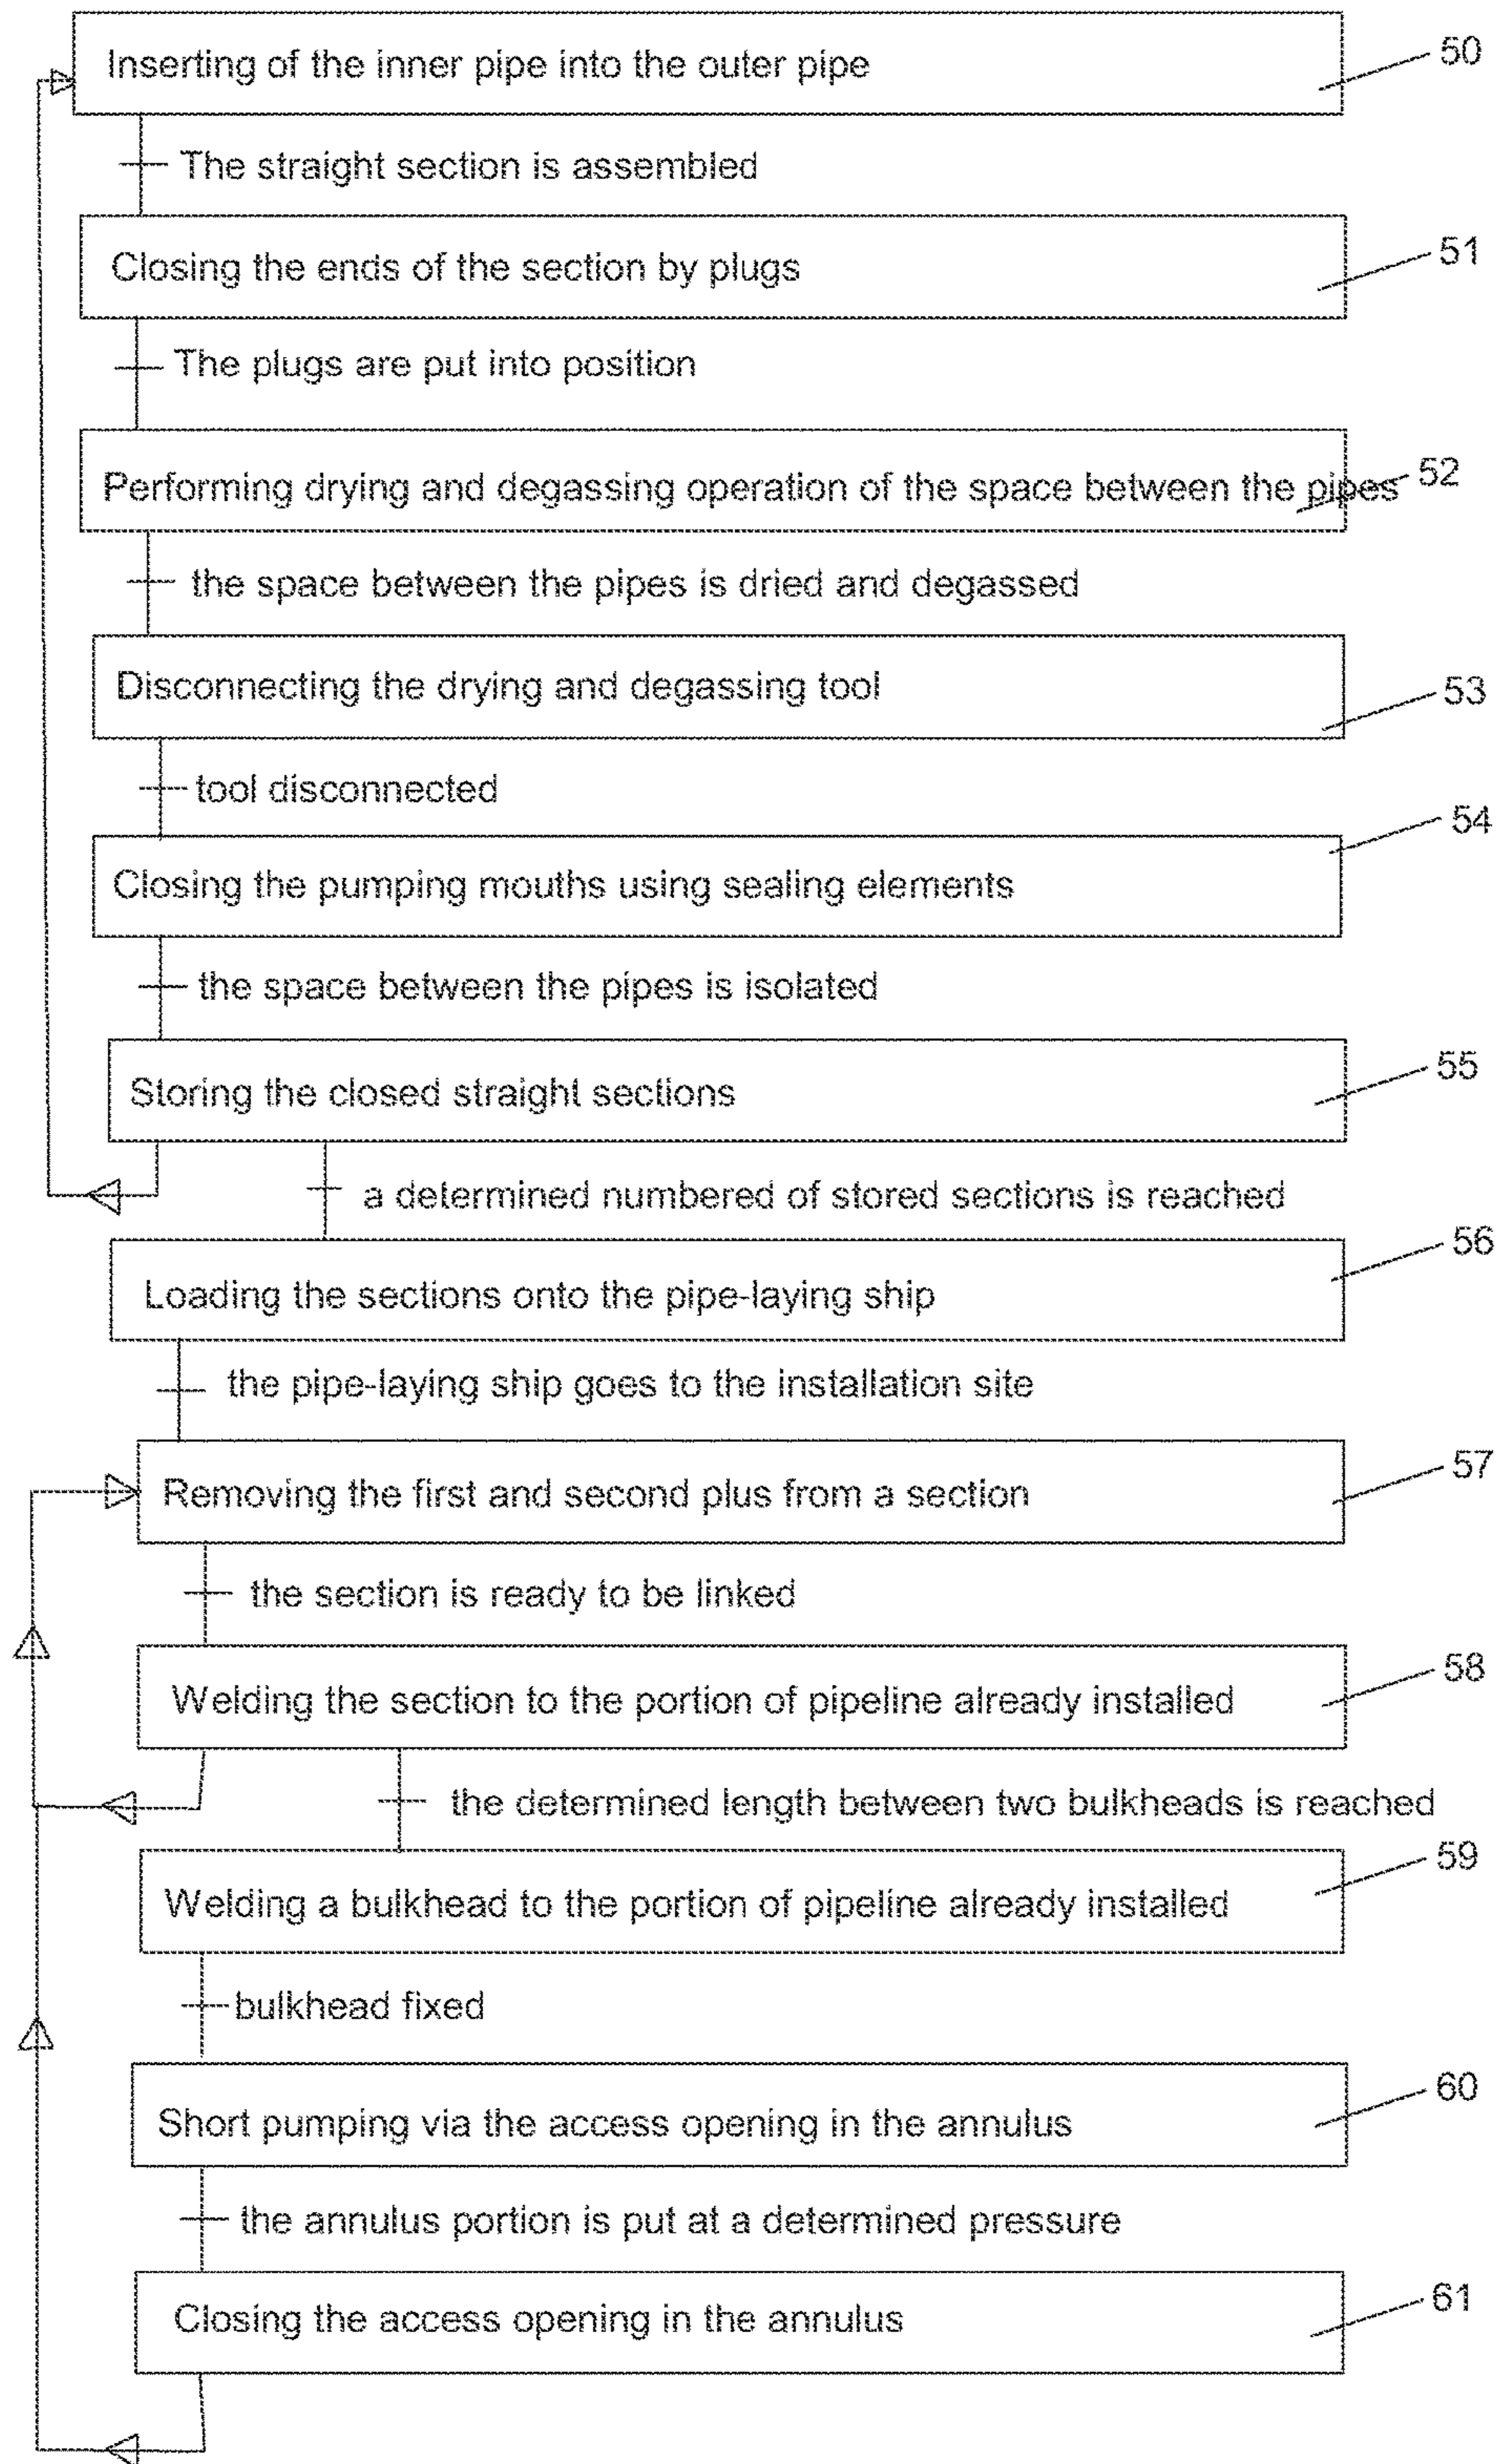 Inserting of the inner pipe into the outer pipe
50
The straight section is assembled
Closing the ends of the section by plugs
51
The plugs are put into position
Performing drying and degassing operation of the space between the pipes
52
the space between the pipes is dried and degassed
Disconnecting the drying and degassing tool
53
tool disconnected
54
Closing the pumping mouths using sealing elements
the space between the pipes is isolated
Storing the closed straight sections
55
a determined numbered of stored sections is reached
56
Loading the sections onto the pipe-laying ship
the pipe-laying ship goes to the installation site
Removing the first and second plus from a section
57
the section is ready to be linked
Welding the section to the portion of pipeline already installed
58
the determined length between two bulkheads is reached
59
Welding a bulkhead to the portion of pipeline already installed
bulkhead fixed
60
Short pumping via the access opening in the annulus
the annulus portion is put at a determined pressure
Closing the access opening in the annulus
61